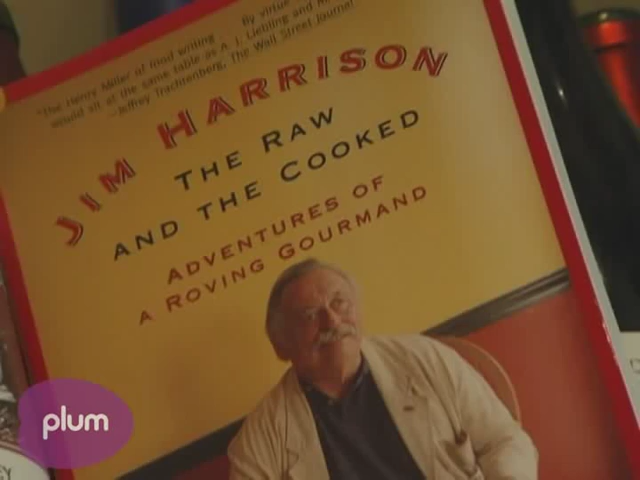 "The Henry Miller of food writing ... By virtue
would sit at the same table as A. J. Liebling and M.
—Jeffrey Trachtenberg, The Wall Street Journal
JIM HARRISON
THE RAW
AND THE COOKED
ADVENTURES OF
A ROVING GOURMAND
plum